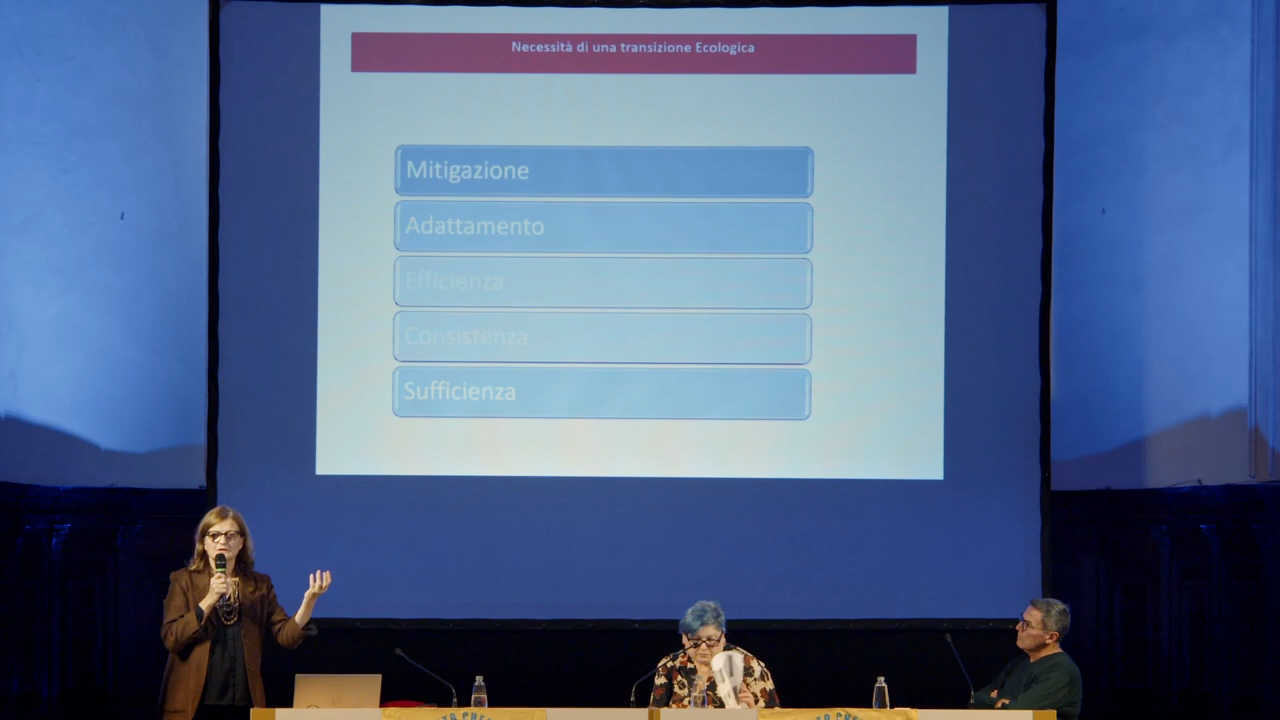 Necessità di una transizione Ecologica
Mitigazione
Adattamento
Efficienza
Consistenza
Sufficienza